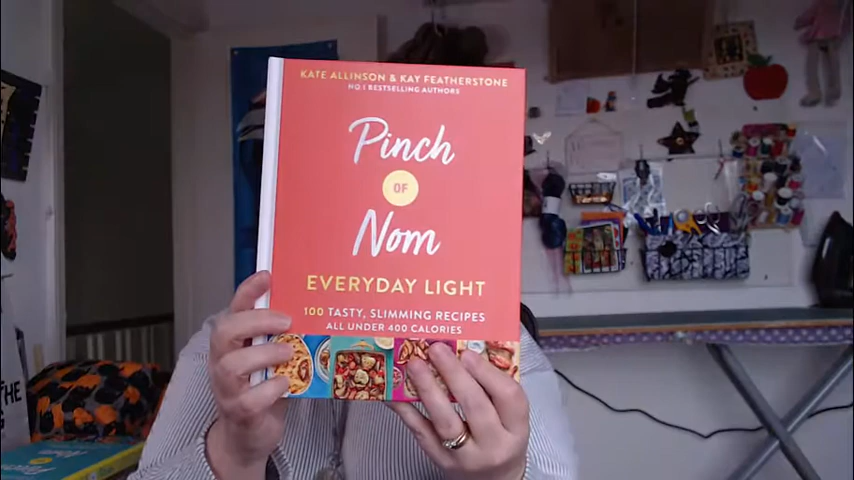 KATE ALLINSON & KAY FEATHERSTONE
NO.1 BESTSELLING AUTHORS
Pinch
OF
Nom
EVERYDAY LIGHT
100 TASTY, SLIMMING RECIPES
ALL UNDER 400 CALORIES